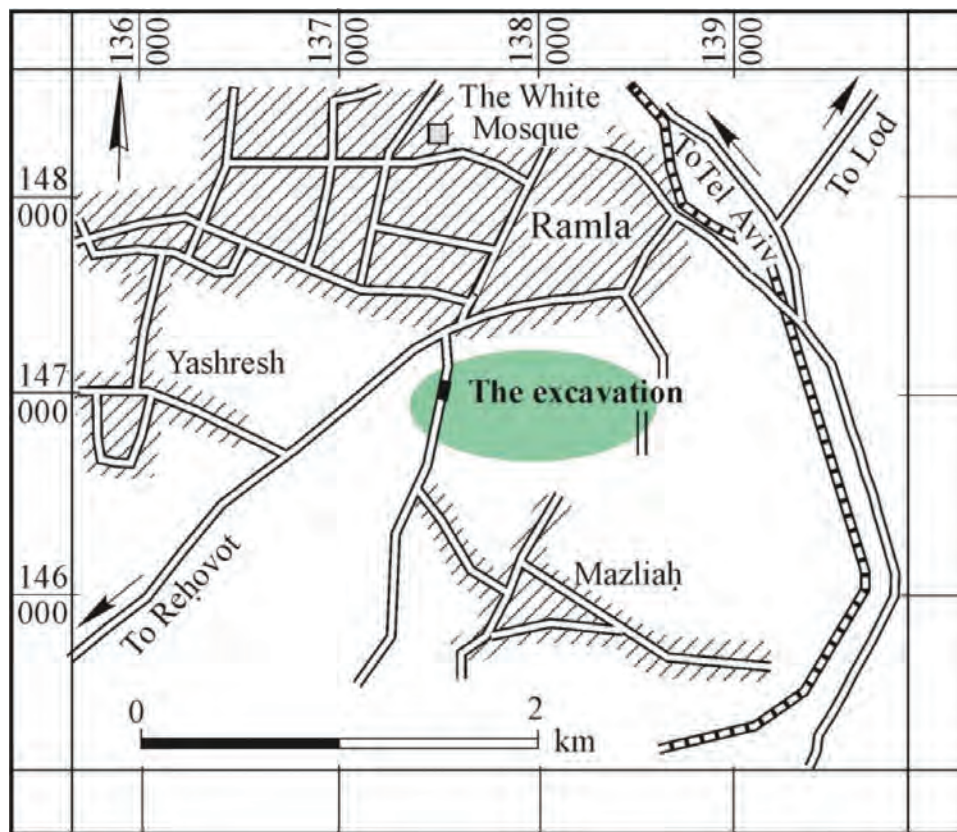 136
000
137
000
138
000
139
000
The White
Mosque
148
000
To Tel Aviv
To Lod
Ramla
Yashresh
147
000
The excavation
146
000
Mazliaḥ
To Reḥovot
0
2
km